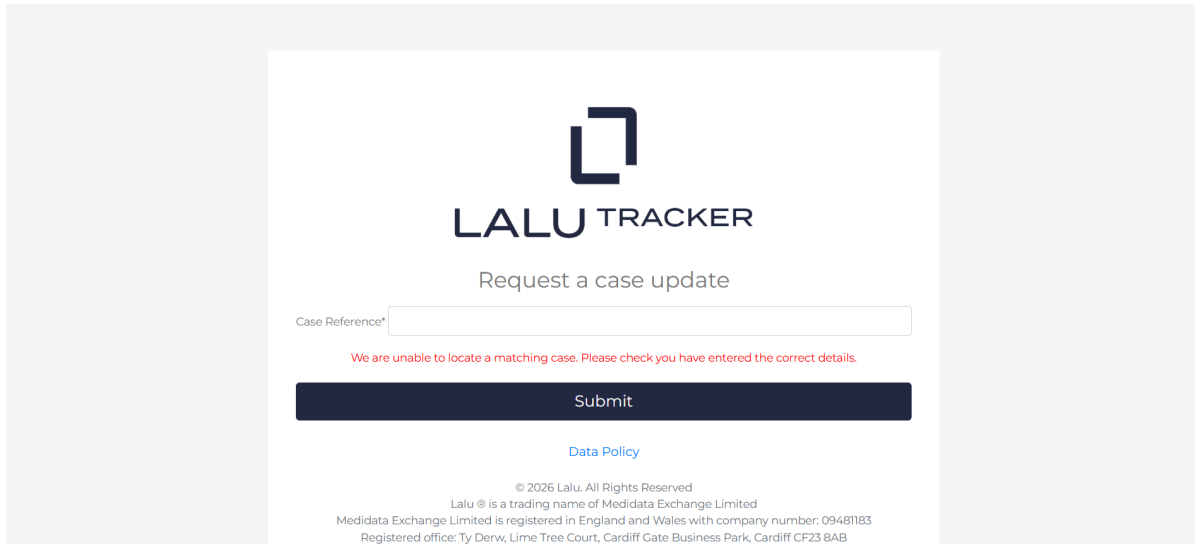 LALU TRACKER
Request a case update
Case Reference*
We are unable to locate a matching case. Please check you have entered the correct details.
Submit
Data Policy
© 2026 Lalu. All Rights Reserved
Lalu ® is a trading name of Medidata Exchange Limited
Medidata Exchange Limited is registered in England and Wales with company number: 09481183
Registered office: Ty Derw, Lime Tree Court, Cardiff Gate Business Park, Cardiff CF23 8AB